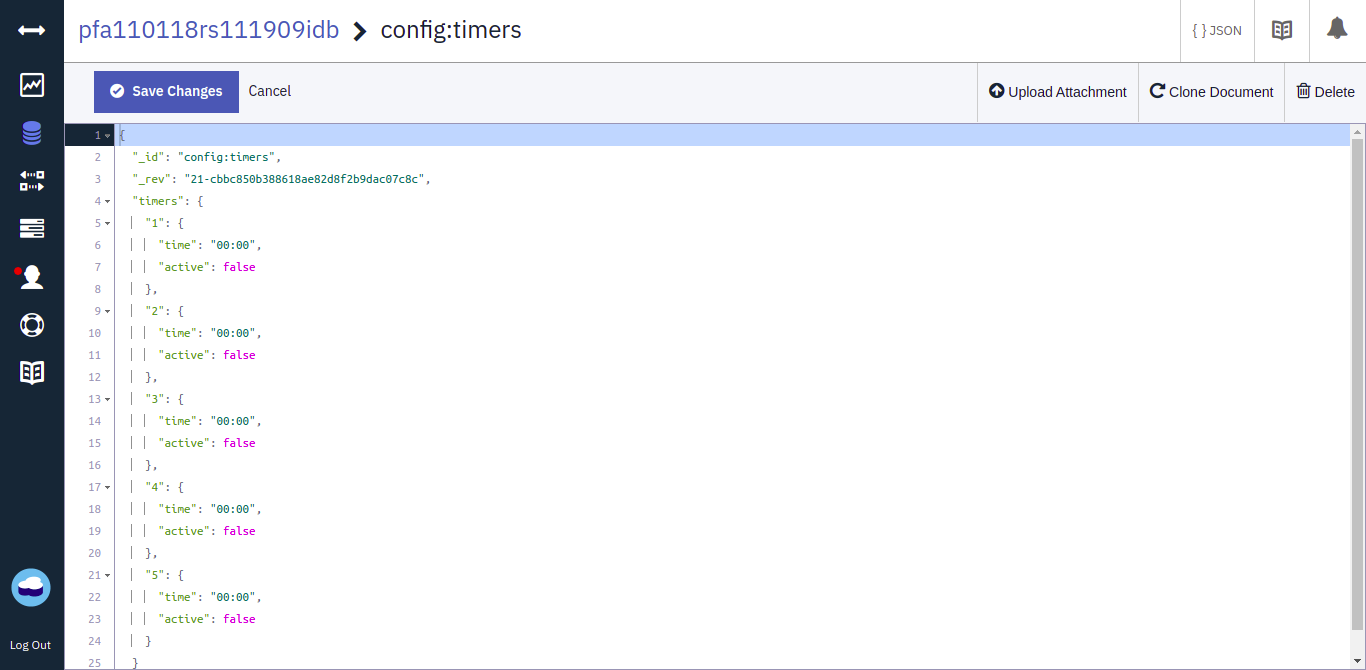 pfa110118rs111909idb > config:timers
{ } JSON
Save Changes
Cancel
Upload Attachment
Clone Document
Delete
1 {
2 "_id": "config:timers",
3 "_rev": "21-cbbc850b388618ae82d8f2b9dac07c8c",
4 "timers": {
5 "1": {
6 "time": "00:00",
7 "active": false
8 },
9 "2": {
10 "time": "00:00",
11 "active": false
12 },
13 "3": {
14 "time": "00:00",
15 "active": false
16 },
17 "4": {
18 "time": "00:00",
19 "active": false
20 },
21 "5": {
22 "time": "00:00",
23 "active": false
24 }
25 }
Log Out